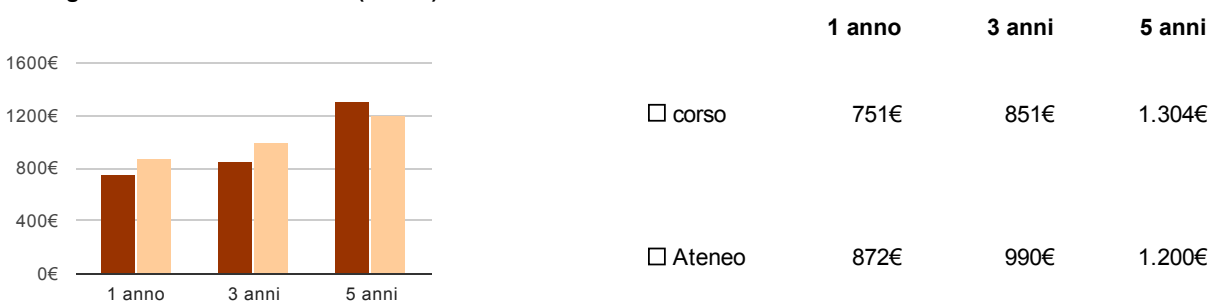 1 anno 3 anni 5 anni
1600€
1200€
800€
400€
0€
1 anno 3 anni 5 anni
corso 751€ 851€ 1.304€
Ateneo 872€ 990€ 1.200€